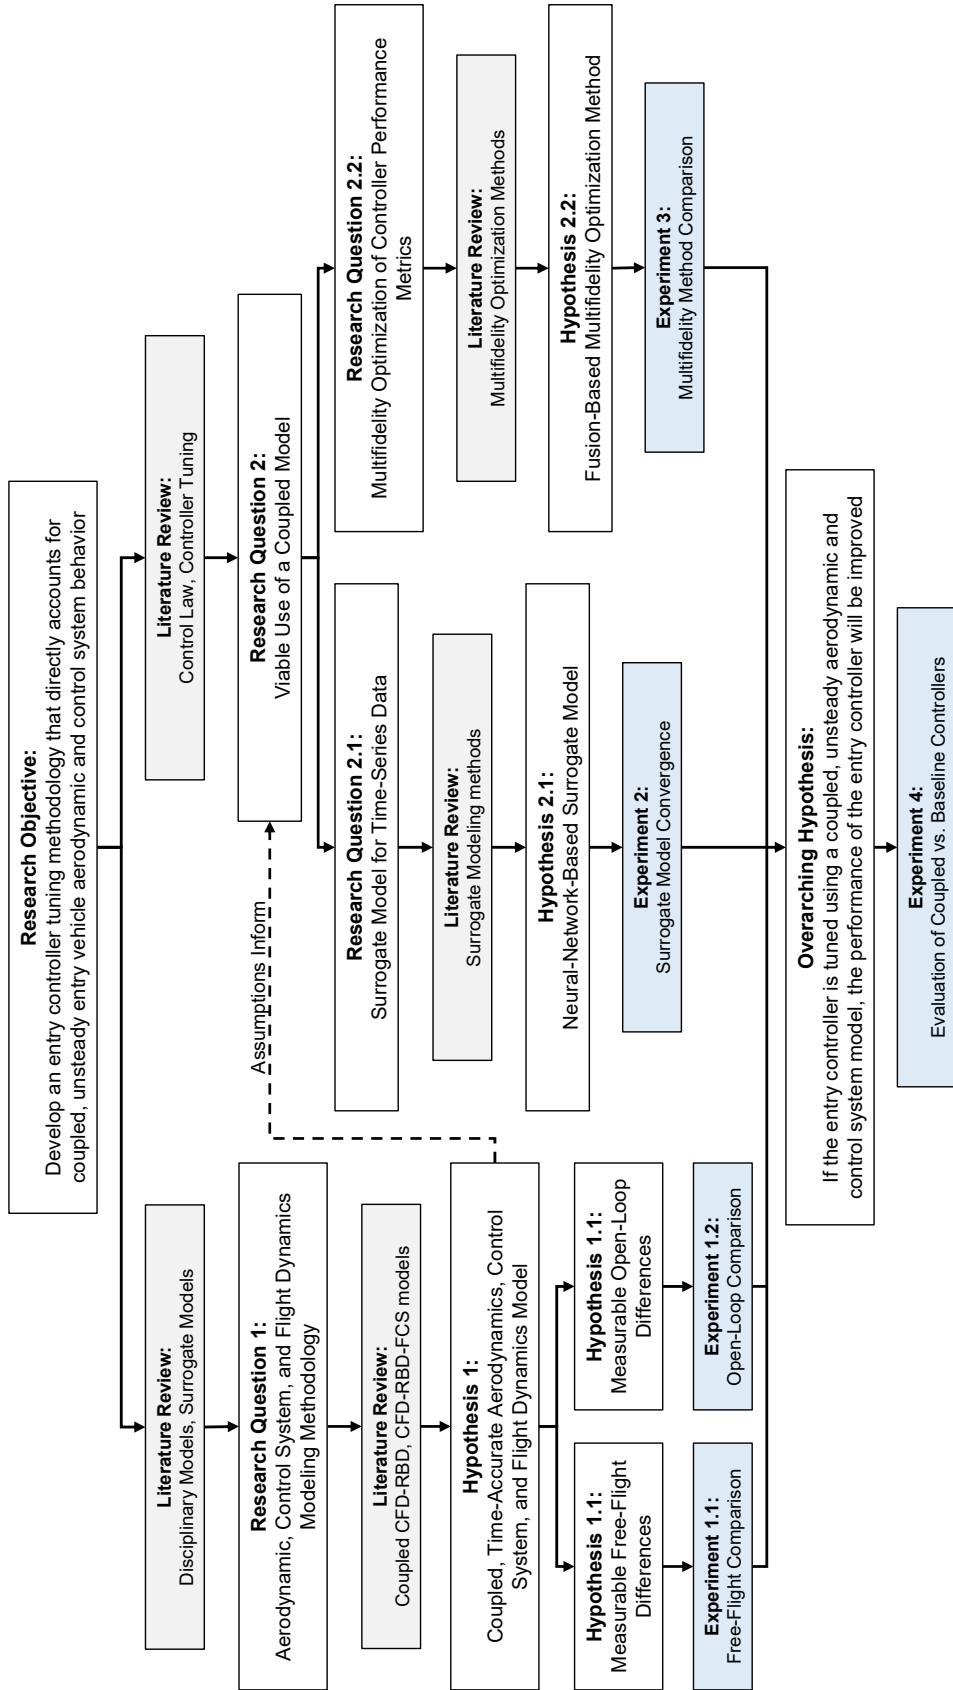 Research Objective:
Develop an entry controller tuning methodology that directly accounts for
coupled, unsteady entry vehicle aerodynamic and control system behavior
Literature Review:
Disciplinary Models, Surrogate Models
Research Question 1:
Aerodynamic, Control System, and Flight Dynamics
Modeling Methodology
Literature Review:
Coupled CFD-RBD, CFD-RBD-FCS models
Hypothesis 1:
Coupled, Time-Accurate Aerodynamics, Control
System, and Flight Dynamics Model
Hypothesis 1.1:
Measurable Free-Flight
Differences
Experiment 1.1:
Free-Flight Comparison
Hypothesis 1.1:
Measurable Open-Loop
Differences
Experiment 1.2:
Open-Loop Comparison
Assumptions Inform
Literature Review:
Control Law, Controller Tuning
Research Question 2:
Viable Use of a Coupled Model
Research Question 2.1:
Surrogate Model for Time-Series Data
Literature Review:
Surrogate Modeling methods
Hypothesis 2.1:
Neural-Network-Based Surrogate Model
Experiment 2:
Surrogate Model Convergence
Research Question 2.2:
Multifidelity Optimization of Controller Performance
Metrics
Literature Review:
Multifidelity Optimization Methods
Hypothesis 2.2:
Fusion-Based Multifidelity Optimization Method
Experiment 3:
Multifidelity Method Comparison
Overarching Hypothesis:
If the entry controller is tuned using a coupled, unsteady aerodynamic and
control system model, the performance of the entry controller will be improved
Experiment 4:
Evaluation of Coupled vs. Baseline Controllers